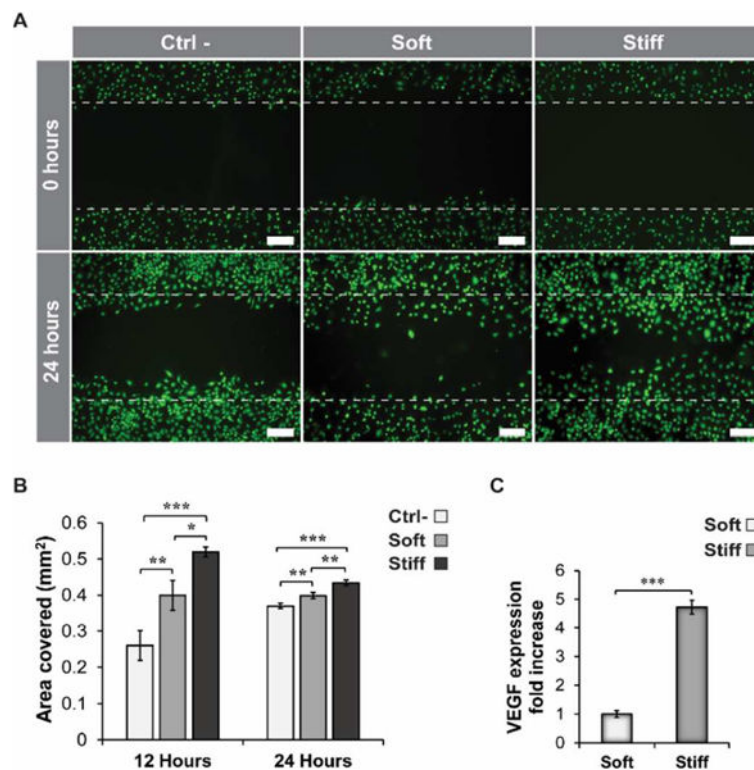 A
Ctrl - Soft Stiff
0 hours
24 hours
B
***
*
**
***
** **
Ctrl-
Soft
Stiff
Area covered (mm²)
0.6
0.5
0.4
0.3
0.2
0.1
0
12 Hours 24 Hours
C
Soft
Stiff
***
VEGF expression
fold increase
6
5
4
3
2
1
0
Soft Stiff